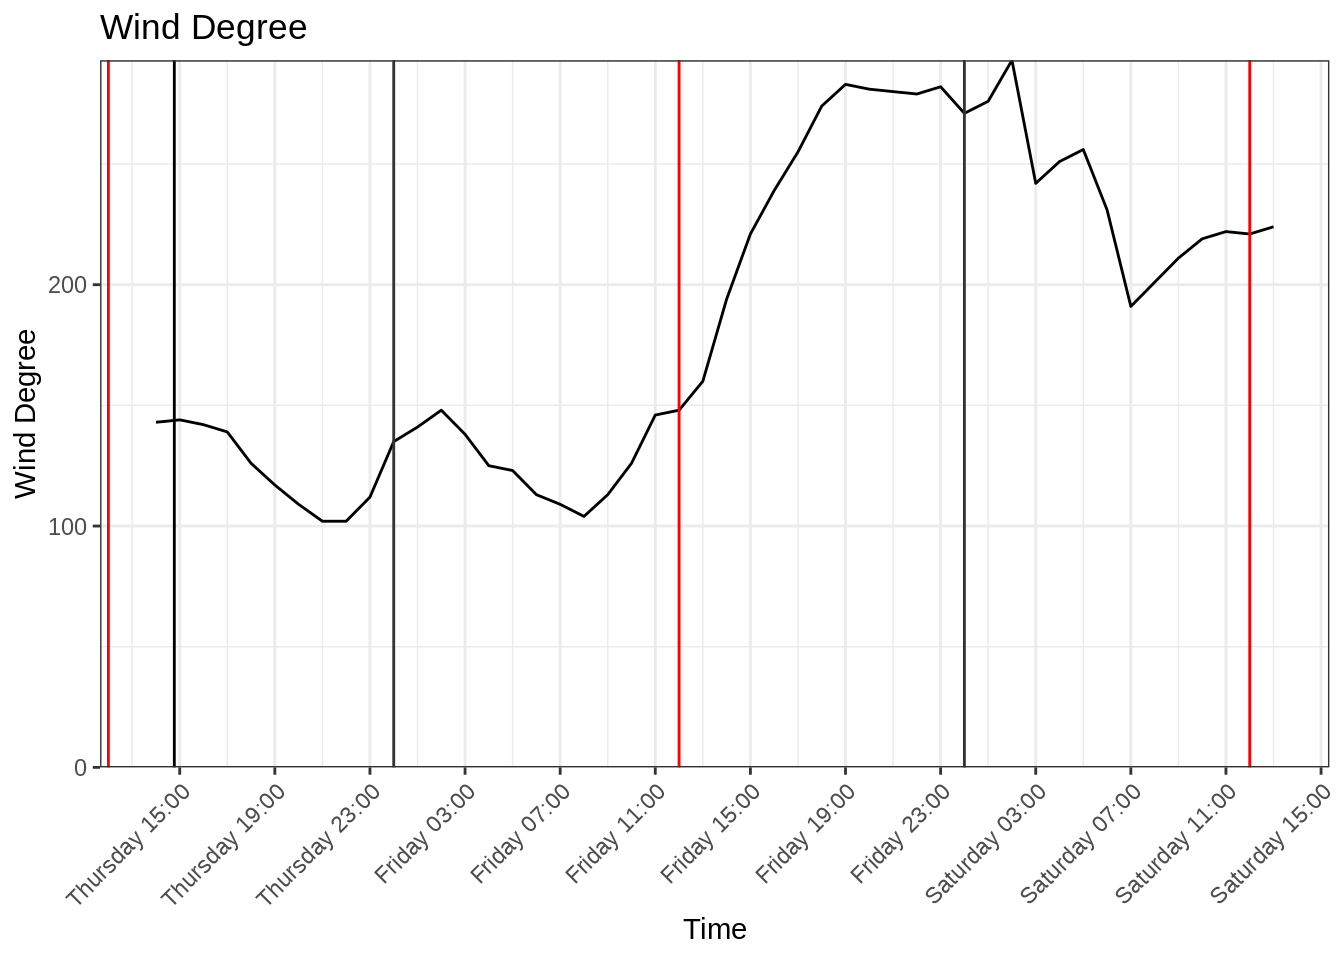 Wind Degree
Wind Degree
200
100
0
Thursday 15:00
Thursday 19:00
Thursday 23:00
Friday 03:00
Friday 07:00
Friday 11:00
Friday 15:00
Friday 19:00
Friday 23:00
Saturday 03:00
Saturday 07:00
Saturday 11:00
Saturday 15:00
Time